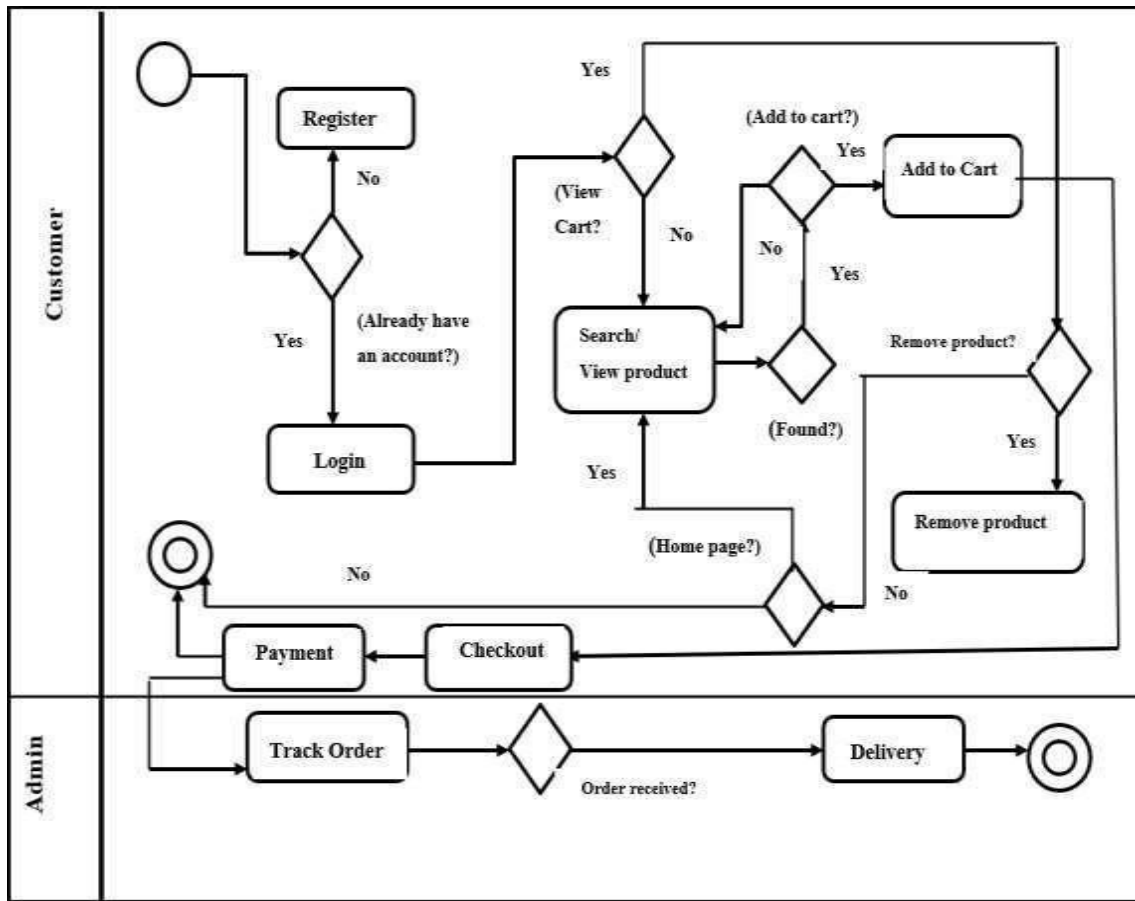 Customer
Yes
Register
(Add to cart?)
Yes
Add to Cart
No
(View
Cart?
No
No
Yes
(Already have
an account?)
Yes
Search/
View product
Remove product?
(Found?)
Yes
Login
Yes
Remove product
(Home page?)
No
No
Payment
Checkout
Admin
Track Order
Order received?
Delivery